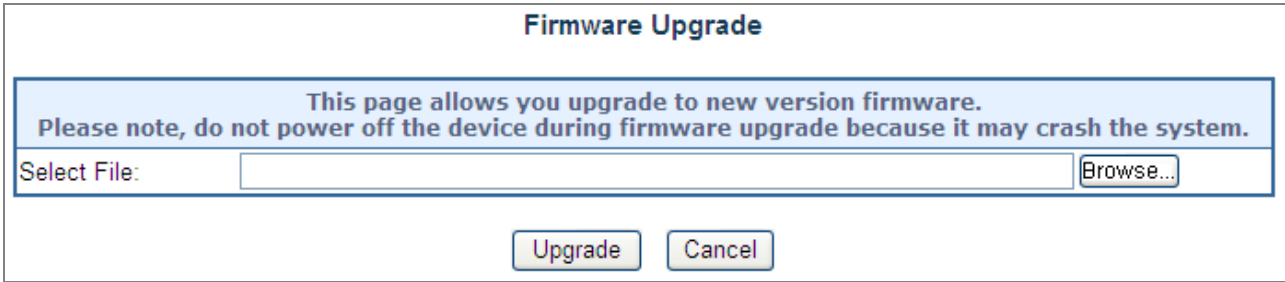 Firmware Upgrade
This page allows you upgrade to new version firmware.
Please note, do not power off the device during firmware upgrade because it may crash the system.
Select File: Browse...
Upgrade Cancel